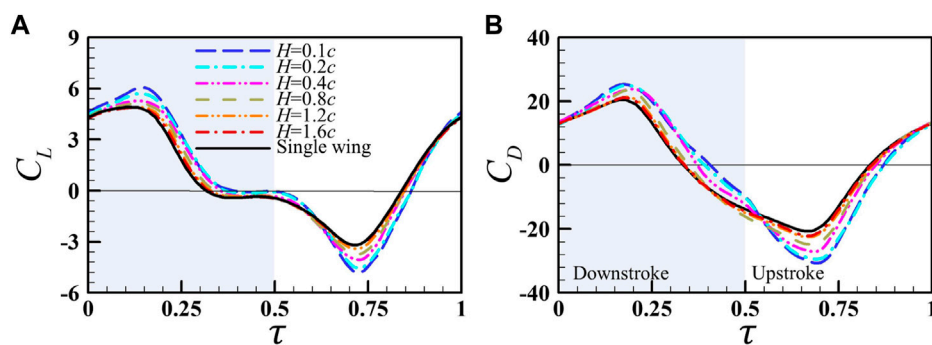 A
9
6
3
0
-3
-6
C_L
H=0.1c
H=0.2c
H=0.4c
H=0.8c
H=1.2c
H=1.6c
Single wing
0 0.25 0.5 0.75 1
τ
B
40
20
0
-20
-40
C_D
Downstroke Upstroke
0 0.25 0.5 0.75 1
τ